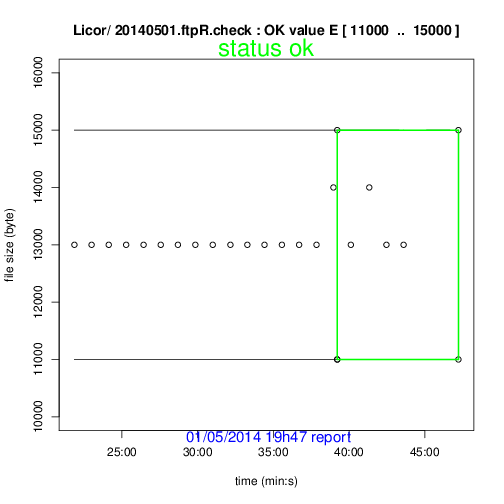 Licor/ 20140501.ftpR.check : OK value E [ 11000  ..  15000 ]
status ok
16000
15000
14000
13000
12000
11000
10000
file size (byte)
01/05/2014 19h47 report
25:00 30:00 35:00 40:00 45:00
time (min:s)